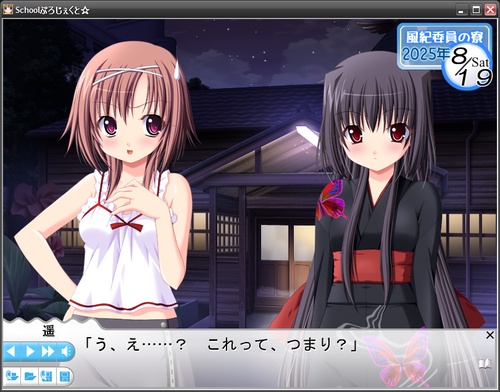 Schoolぷろじぇくと☆
風紀委員の寮
2025年
8/Sat
19
遥
「う、え……？　これって、つまり？」